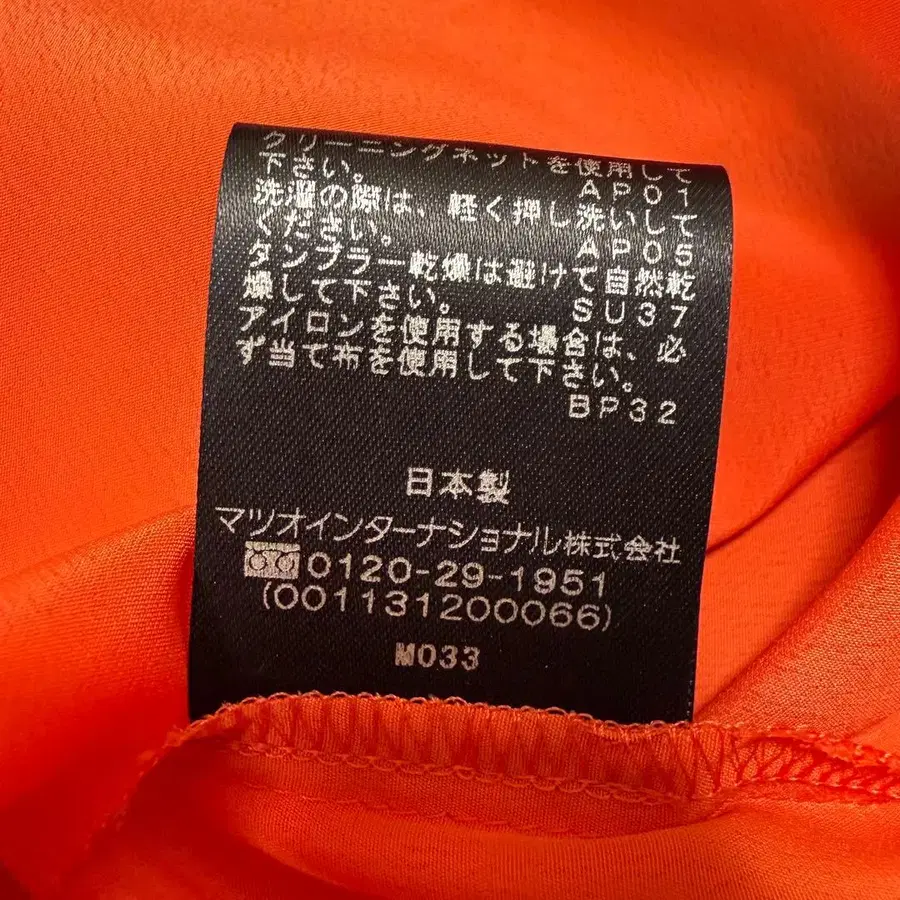 クリーニングネットを使用して
下さい。 AP01
洗濯の際は、軽く押し洗いして
ください。 AP05
タンブラー乾燥は避けて自然乾
燥して下さい。 SU37
アイロンを使用する場合は、必
ず当て布を使用して下さい。
BP32
日本製
マツオインターナショナル株式会社
0120-29-1951
(001131200066)
M033